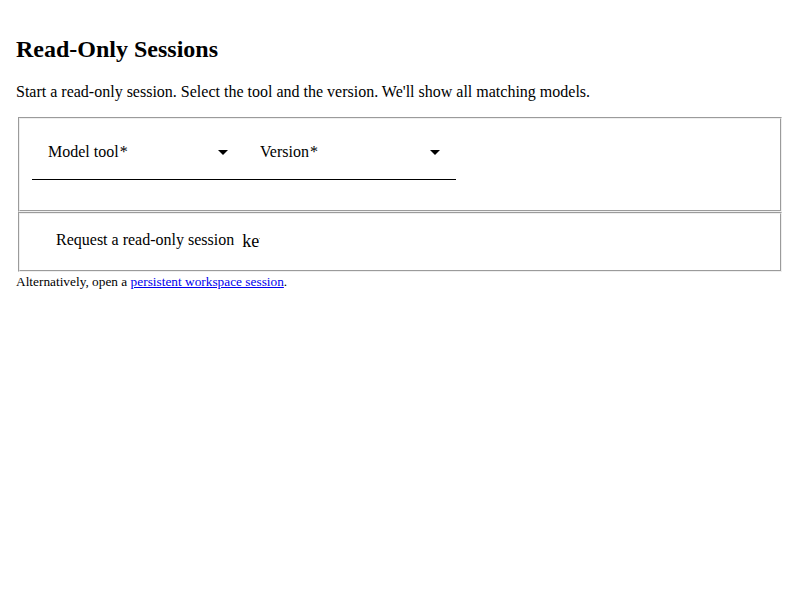 Read-Only Sessions
Start a read-only session. Select the tool and the version. We'll show all matching models.
Model tool* Version*
Request a read-only session ke
Alternatively, open a persistent workspace session.